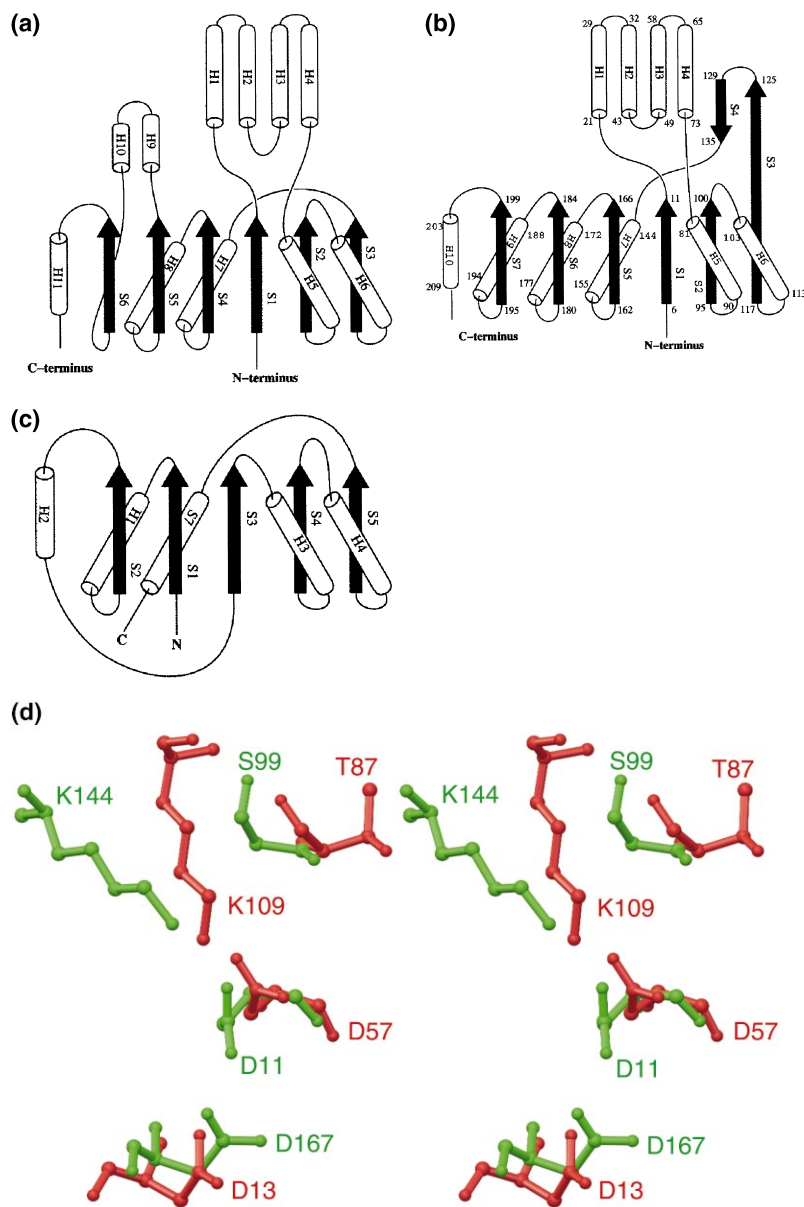 (a)
H1
H2
H3
H4
H10
H9
H11
S6
H8
S5
H7
S4
S1
S2
H5
S3
H6
C-terminus
N-terminus
(b)
29
32
58
65
H1
H2
H3
H4
21
43
49
73
129
125
S4
135
S3
199
184
166
11
100
203
H10
209
H9
S7
188
H8
S6
172
H7
S5
144
S1
81
H5
S2
103
H6
194
195
177
180
155
162
6
95
90
117
113
C-terminus
N-terminus
(c)
H2
H1
S2
S7
S1
S3
H3
S4
H4
S5
C
N
(d)
K144
S99
T87
K109
D57
D11
D167
D13
K144
S99
T87
K109
D57
D11
D167
D13